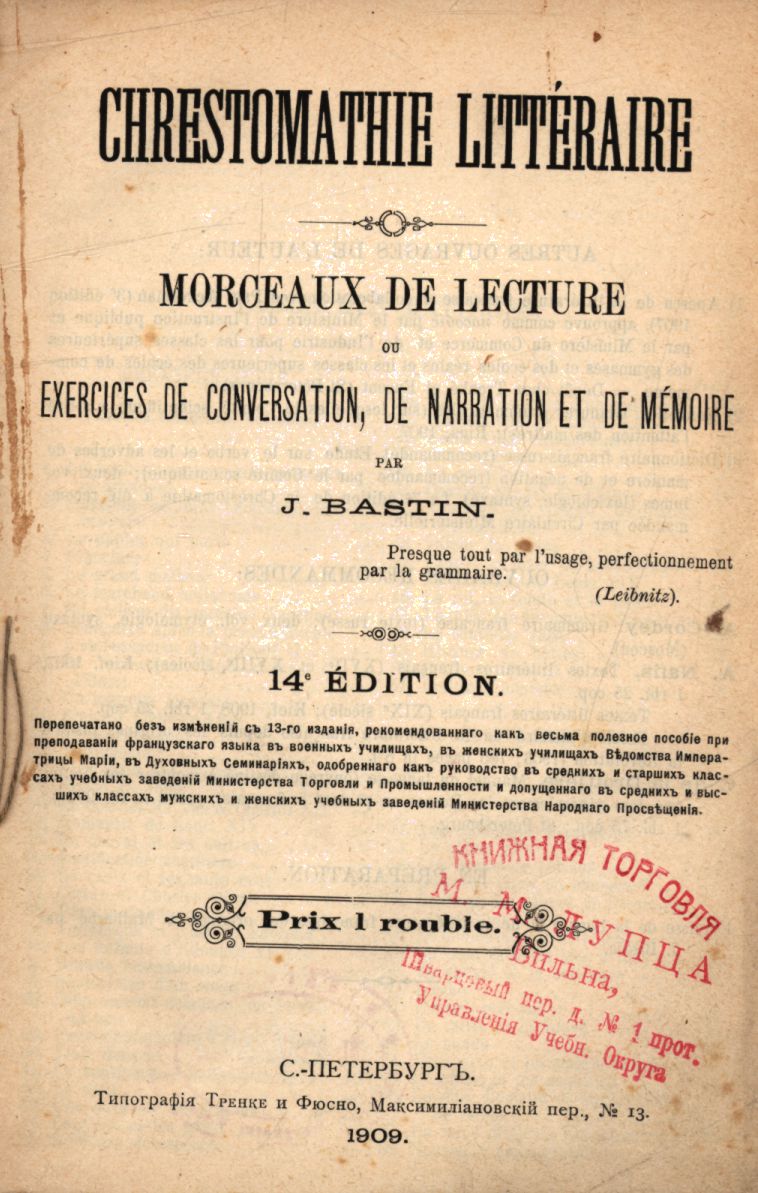 CHRESTOMATHIE LITTÉRAIRE
MORCEAUX DE LECTURE
OU
EXERCICES DE CONVERSATION, DE NARRATION ET DE MÉMOIRE
PAR
J. BASTIN.
Presque tout par l'usage, perfectionnement
par la grammaire.
(Leibnitz).
14e ÉDITION.
Перепечатано безъ измѣненій съ 13-го изданія, рекомендованнаго какъ весьма полезное пособіе при
преподаваніи французскаго языка въ военныхъ училищахъ, въ женскихъ училищахъ Вѣдомства Импера-
трицы Маріи, въ Духовныхъ Семинаріяхъ, одобреннаго какъ руководство въ среднихъ и старшихъ клас-
сахъ учебныхъ заведеній Министерства Торговли и Промышленности и допущеннаго въ среднихъ и выс-
шихъ классахъ мужскихъ и женскихъ учебныхъ заведеній Министерства Народнаго Просвѣщенія.
КНИЖНАЯ ТОРГОВЛЯ
М. М. ЛУПЦА
Вильна,
Шварцовый пер. д. № 1 прот.
Управленія Учебн. Округа
Prix 1 rouble.
С.-ПЕТЕРБУРГЪ.
Типографія Тренке и Фюсно, Максимиліановскій пер., № 13.
1909.